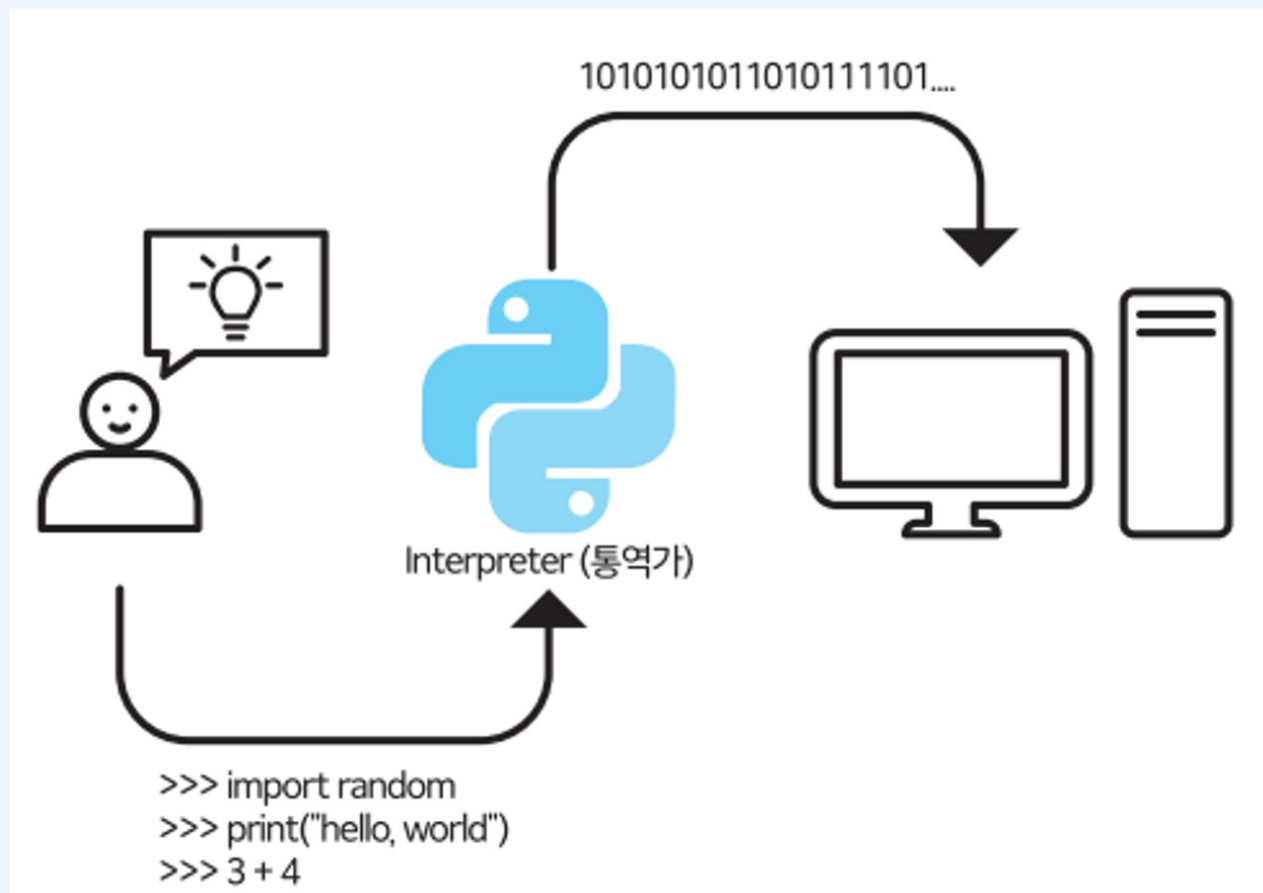 1010101011010111101....
Interpreter (통역가)
>>> import random
>>> print("hello, world")
>>> 3 + 4